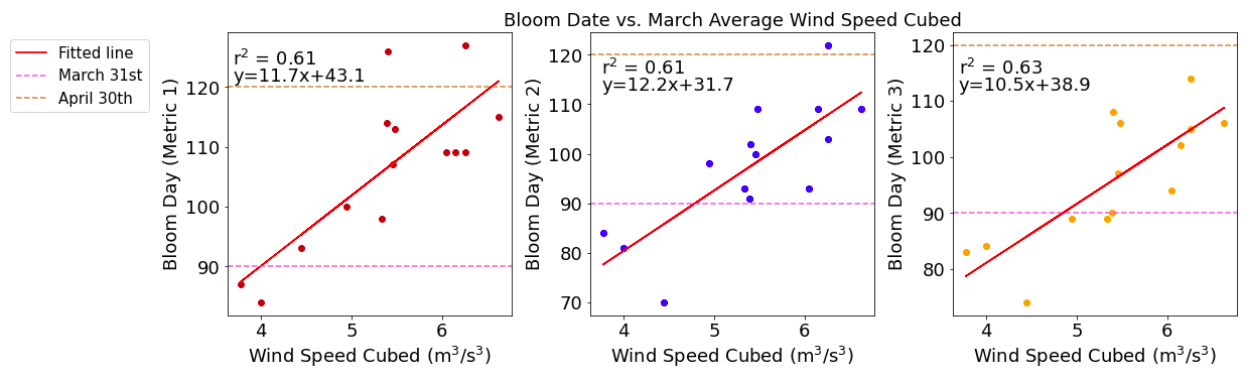 Bloom Date vs. March Average Wind Speed Cubed
Fitted line
March 31st
April 30th
r² = 0.61
y=11.7x+43.1
Bloom Day (Metric 1)
120
110
100
90
4 5 6
Wind Speed Cubed (m³/s³)
r² = 0.61
y=12.2x+31.7
Bloom Day (Metric 2)
120
110
100
90
80
70
4 5 6
Wind Speed Cubed (m³/s³)
r² = 0.63
y=10.5x+38.9
Bloom Day (Metric 3)
120
110
100
90
80
4 5 6
Wind Speed Cubed (m³/s³)